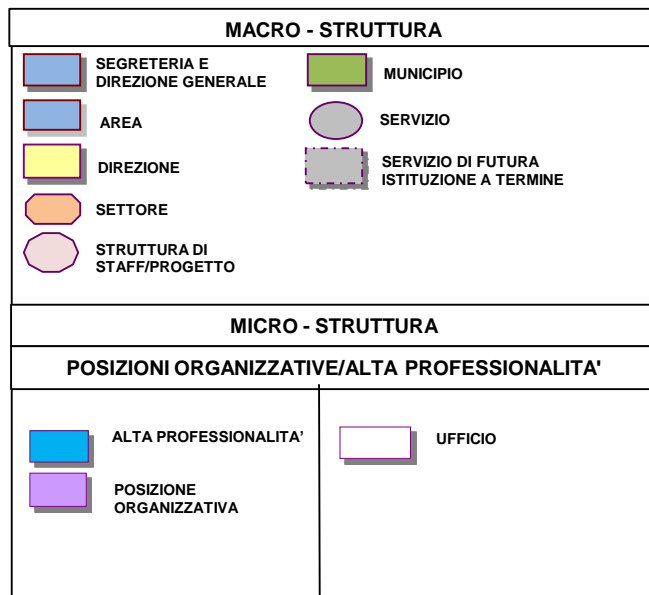 MACRO - STRUTTURA
SEGRETERIA E
DIREZIONE GENERALE
AREA
DIREZIONE
SETTORE
STRUTTURA DI
STAFF/PROGETTO
MUNICIPIO
SERVIZIO
SERVIZIO DI FUTURA
ISTITUZIONE A TERMINE
MICRO - STRUTTURA
POSIZIONI ORGANIZZATIVE/ALTA PROFESSIONALITA'
ALTA PROFESSIONALITA’
POSIZIONE
ORGANIZZATIVA
UFFICIO